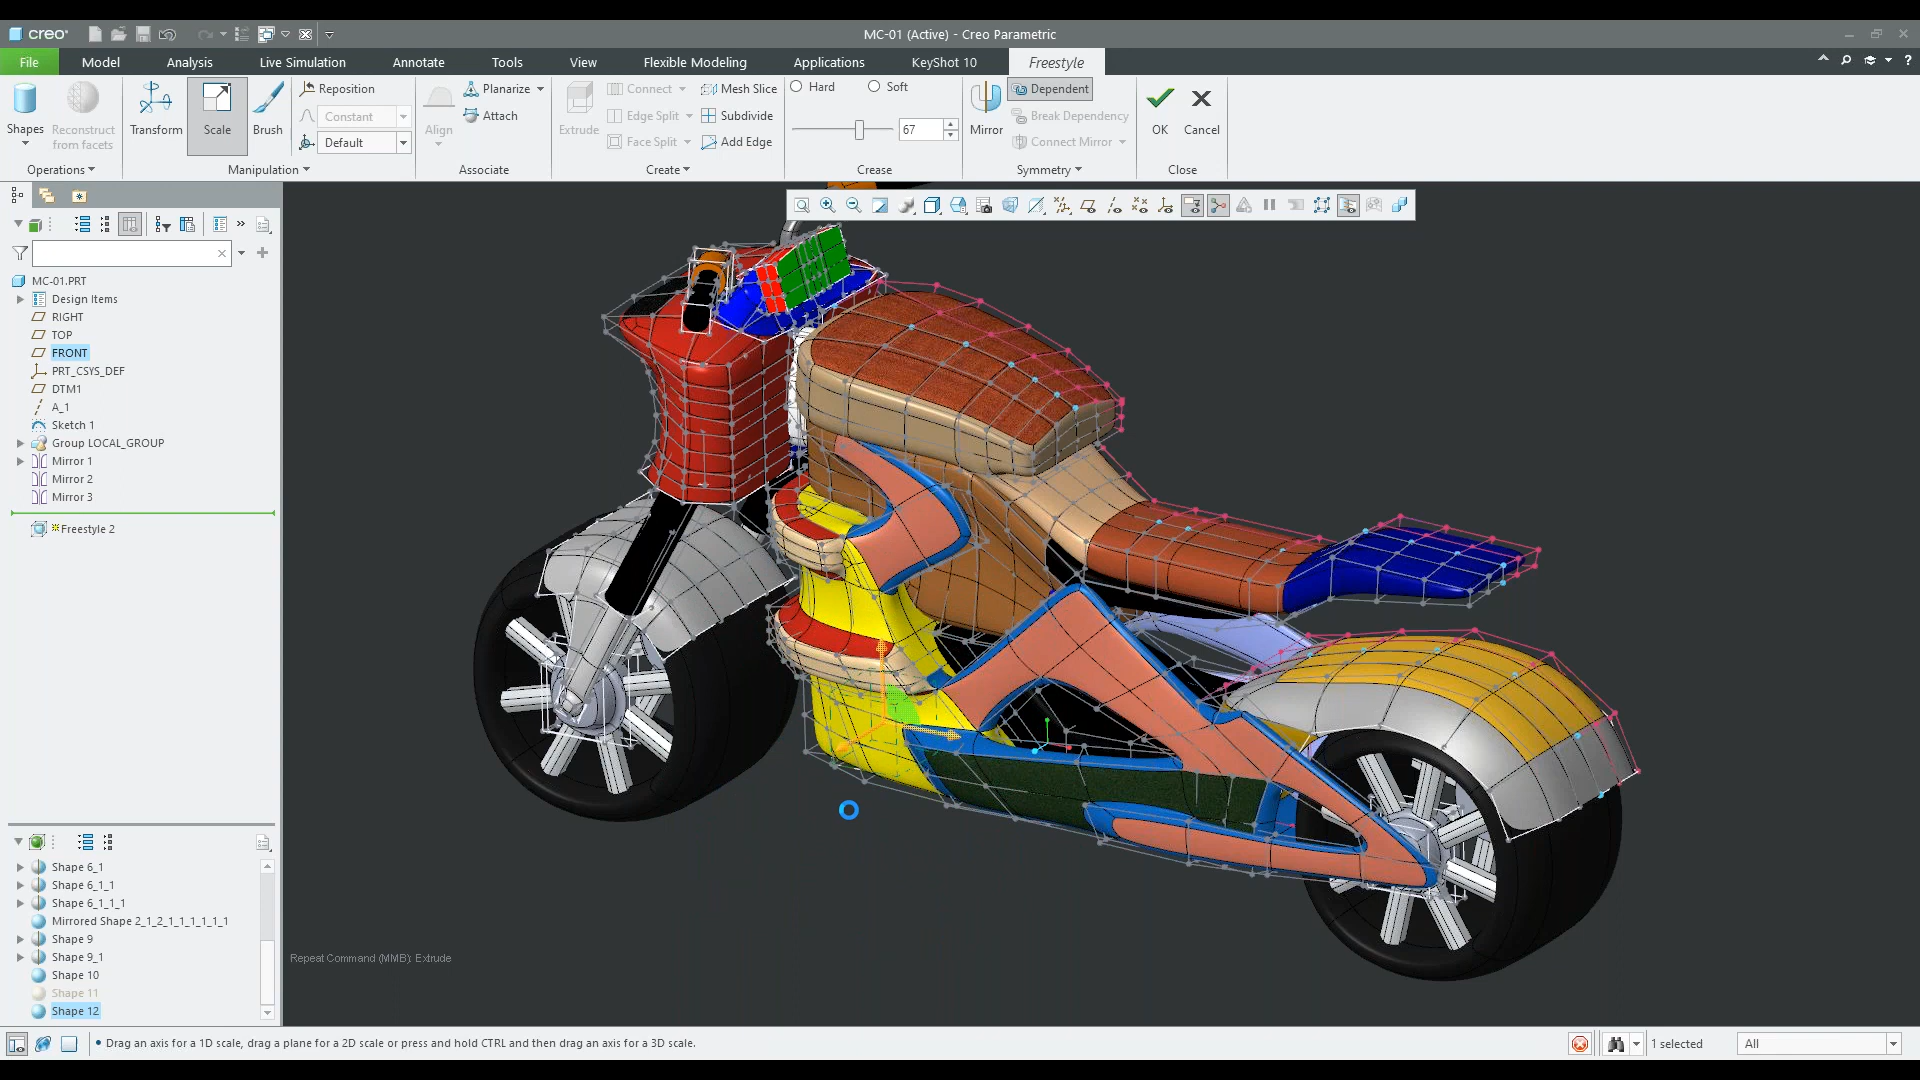 creo
MC-01 (Active) - Creo Parametric
File
Model
Analysis
Live Simulation
Annotate
Tools
View
Flexible Modeling
Applications
KeyShot 10
Freestyle
Shapes
Reconstruct from facets
Operations
Transform
Scale
Brush
Reposition
Constant
Default
Manipulation
Align
Planarize
Attach
Associate
Extrude
Connect
Edge Split
Face Split
Mesh Slice
Subdivide
Add Edge
Create
Hard
Soft
67
Crease
Mirror
Dependent
Break Dependency
Connect Mirror
Symmetry
OK
Cancel
Close
MC-01.PRT
Design Items
RIGHT
TOP
FRONT
PRT_CSYS_DEF
DTM1
A_1
Sketch 1
Group LOCAL_GROUP
Mirror 1
Mirror 2
Mirror 3
Freestyle 2
Shape 6_1
Shape 6_1_1
Shape 6_1_1_1
Mirrored Shape 2_1_2_1_1_1_1_1_1
Shape 9
Shape 9_1
Shape 10
Shape 11
Shape 12
Repeat Command (MMB): Extrude
• Drag an axis for a 1D scale, drag a plane for a 2D scale or press and hold CTRL and then drag an axis for a 3D scale.
1 selected
All